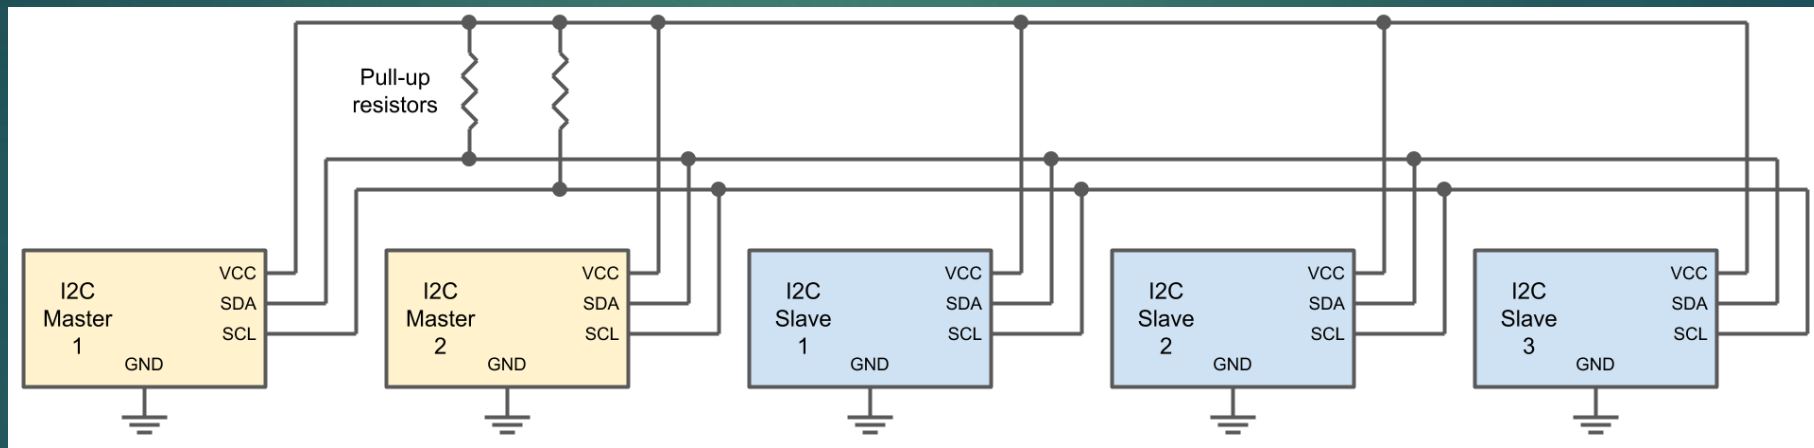 Pull-up
resistors
I2C
Master
1
VCC
SDA
SCL
GND
I2C
Master
2
VCC
SDA
SCL
GND
I2C
Slave
1
VCC
SDA
SCL
GND
I2C
Slave
2
VCC
SDA
SCL
GND
I2C
Slave
3
VCC
SDA
SCL
GND